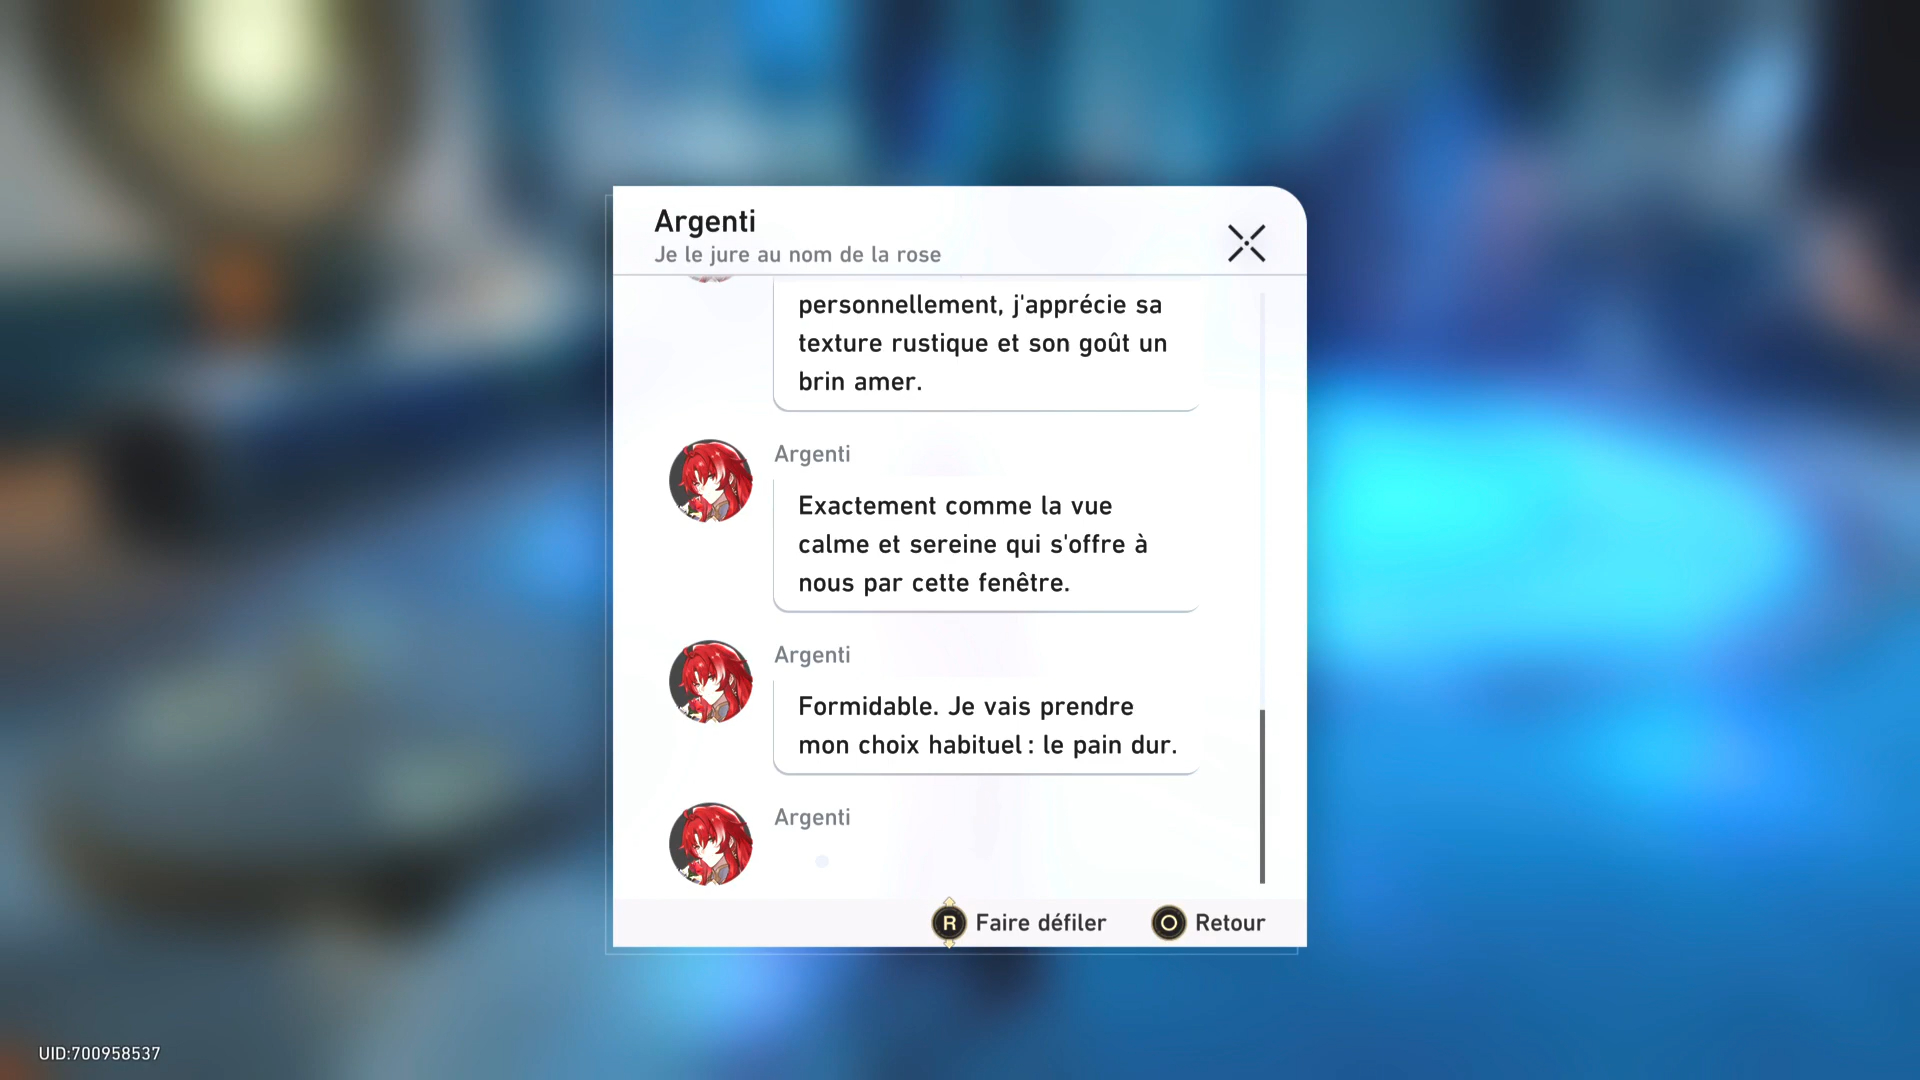 Argenti
Je le jure au nom de la rose
personnellement, j'apprécie sa
texture rustique et son goût un
brin amer.
Argenti
Exactement comme la vue
calme et sereine qui s'offre à
nous par cette fenêtre.
Argenti
Formidable. Je vais prendre
mon choix habituel : le pain dur.
Argenti
R Faire défiler
Retour
UID:700958537